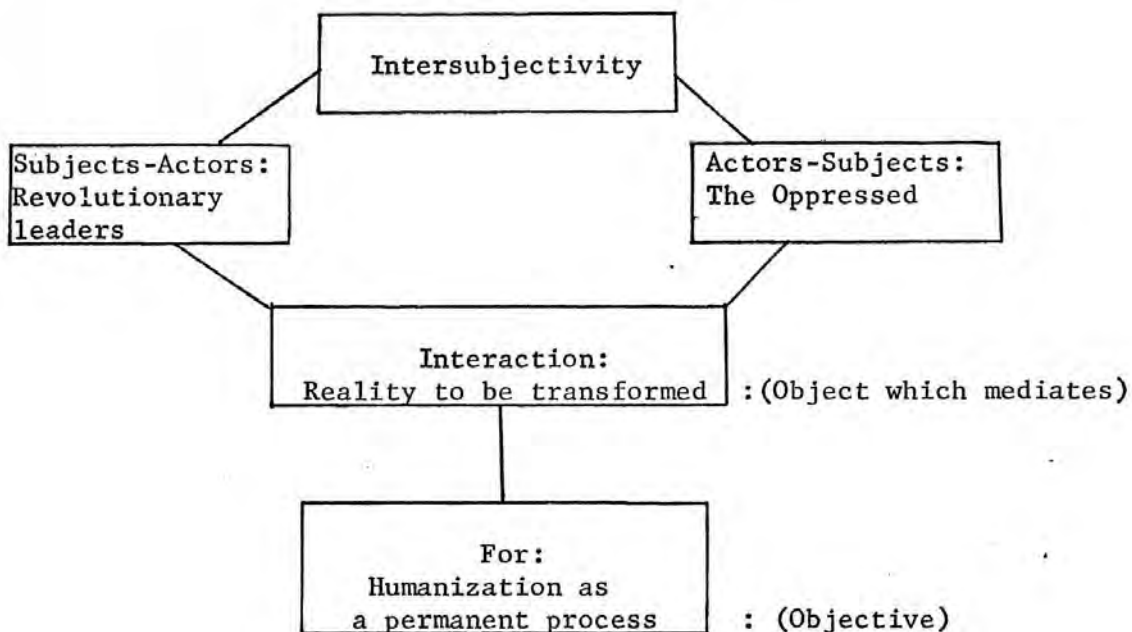 Intersubjectivity
Subjects-Actors:
Revolutionary
leaders
Actors-Subjects:
The Oppressed
Interaction:
Reality to be transformed :(Object which mediates)
For:
Humanization as
a permanent process : (Objective)